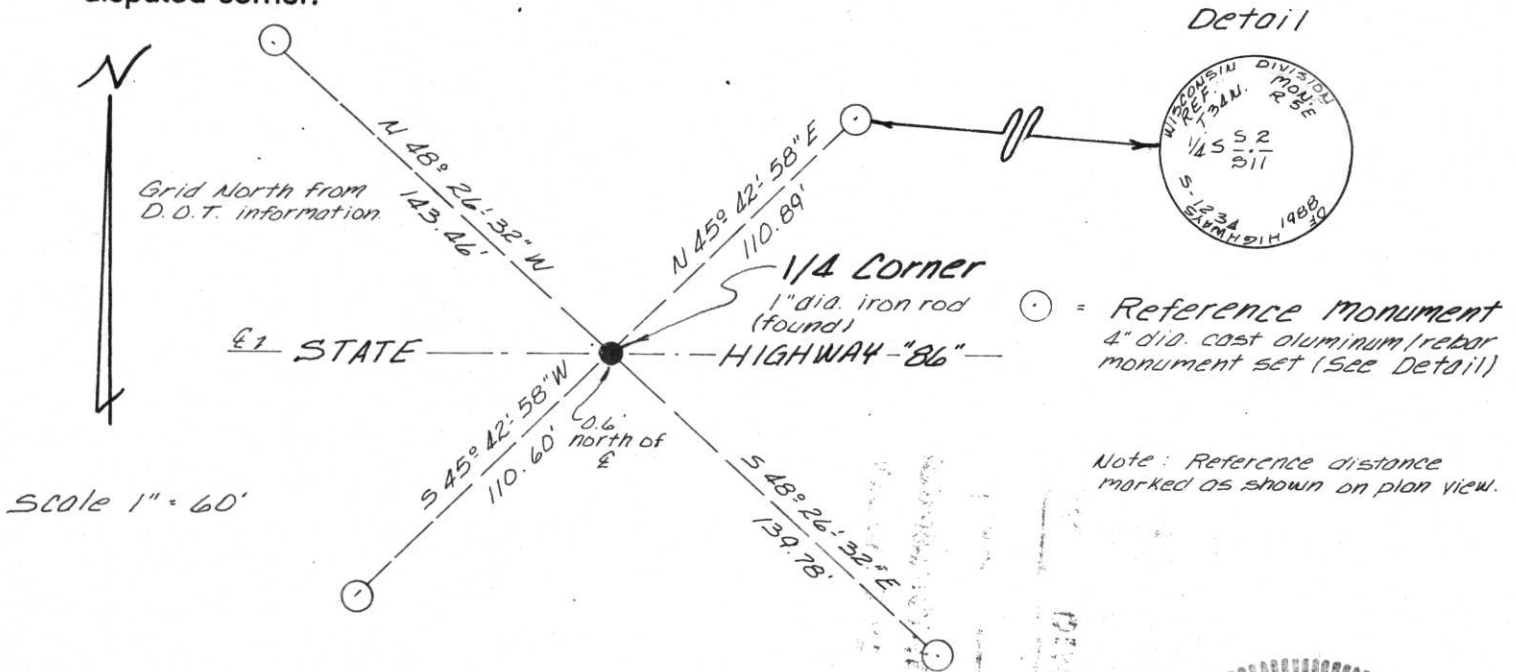 disputed corner.
Detail
N
WISCONSIN DIVISION
OF HIGHWAYS
REF. MON.
T34N. R5E
1/4 S S2
S11
S-1234
1988
Grid North from
D.O.T. information
N 48° 26' 32" W
143.46'
N 45° 42' 58" E
110.89'
1/4 Corner
1" dia. iron rod
(found)
= Reference Monument
4" dia. cast aluminum/rebar
monument set (See Detail)
STATE HIGHWAY "86"
S 45° 42' 58" W
110.60'
0.6'
north of
℄
S 48° 26' 32" E
139.78'
Note: Reference distance
marked as shown on plan view.
Scale 1" = 60'